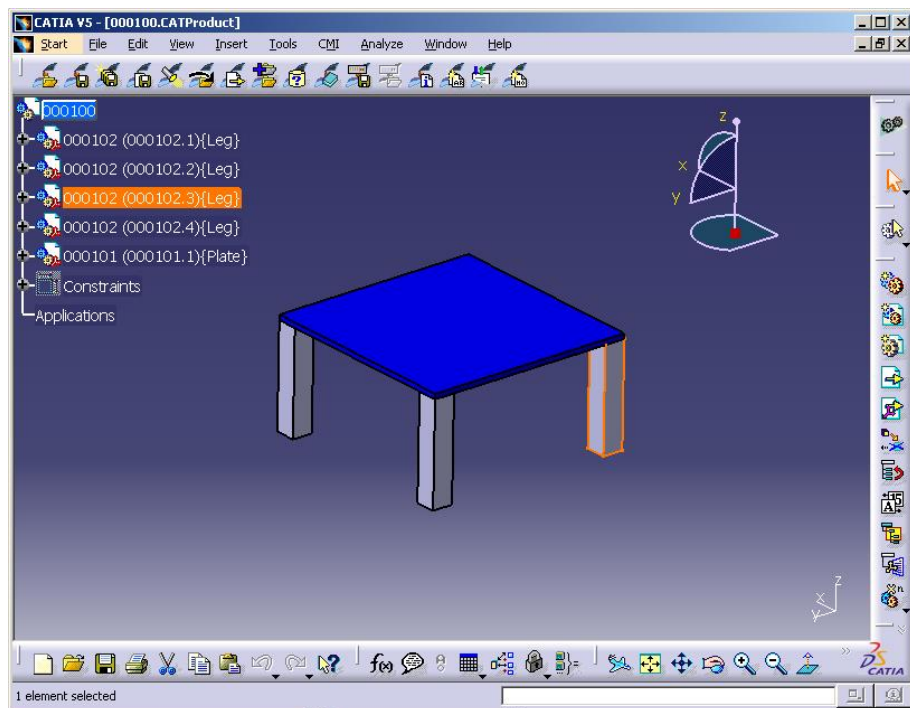 CATIA V5 - [000100.CATProduct]
Start File Edit View Insert Tools CMI Analyze Window Help
000100
000102 (000102.1){Leg}
000102 (000102.2){Leg}
000102 (000102.3){Leg}
000102 (000102.4){Leg}
000101 (000101.1){Plate}
Constraints
Applications
z
x
y
z
x
y
f(x)
CATIA
1 element selected